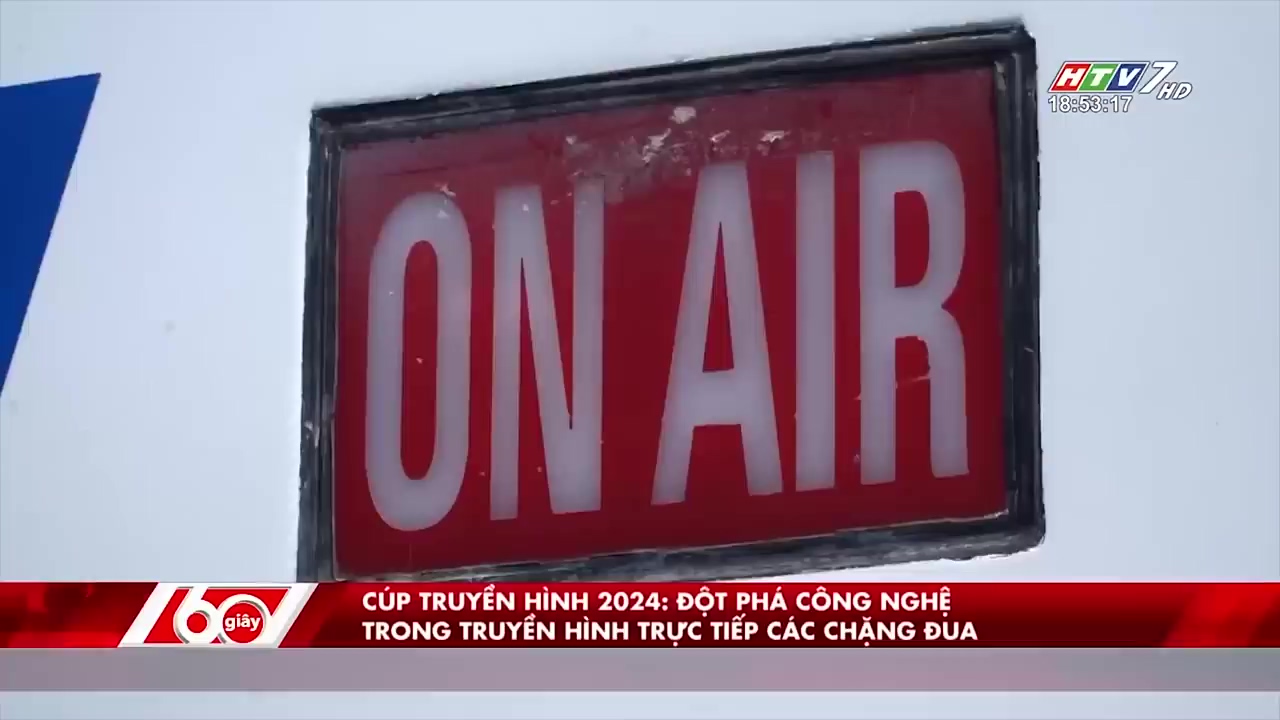 HTV7 HD
18:53:17
ON AIR
60 giây
CÚP TRUYỀN HÌNH 2024: ĐỘT PHÁ CÔNG NGHỆ
TRONG TRUYỀN HÌNH TRỰC TIẾP CÁC CHẶNG ĐUA